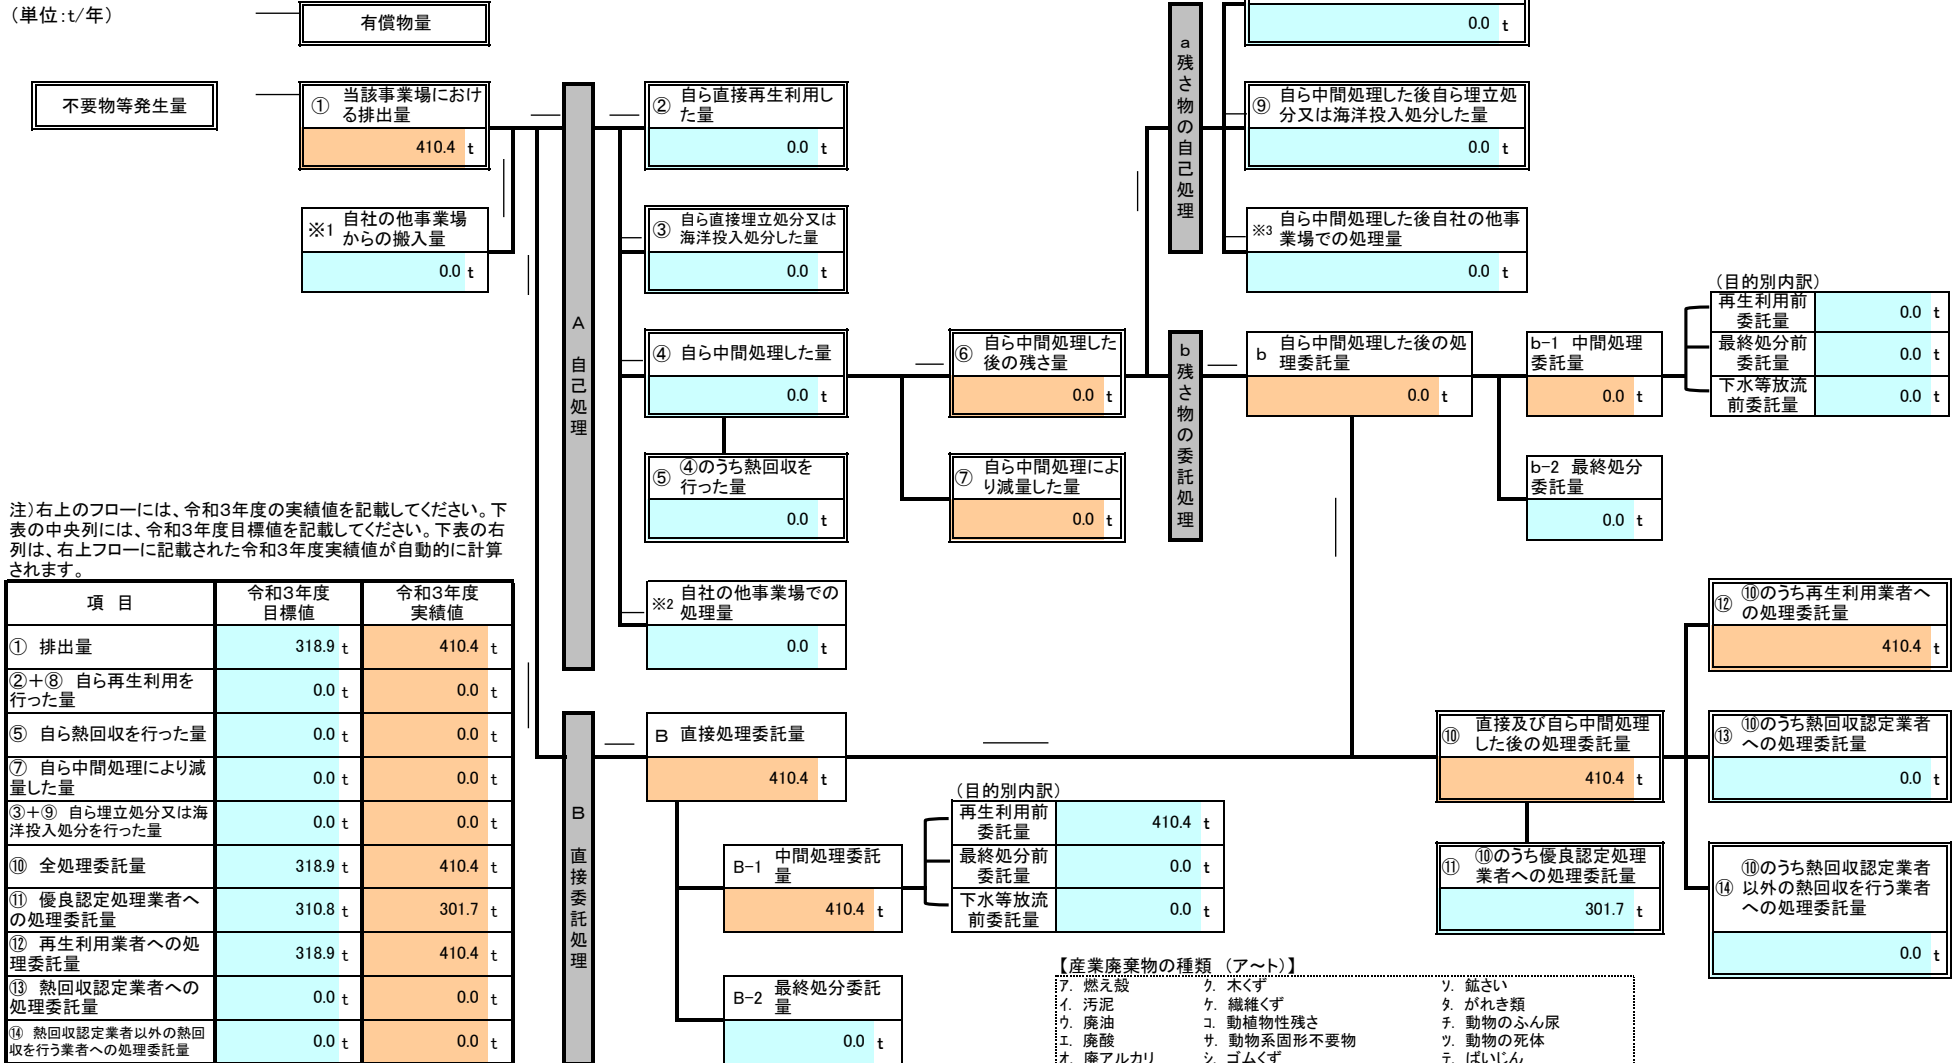 （単位：t/年）
有償物量
不要物等発生量
① 当該事業場におけ
る排出量
410.4 t
※1 自社の他事業場
からの搬入量
0.0 t
A
自己処理
② 自ら直接再生利用し
た量
0.0 t
③ 自ら直接埋立処分又は
海洋投入処分した量
0.0 t
④ 自ら中間処理した量
0.0 t
⑤ ④のうち熱回収を
行った量
0.0 t
※2 自社の他事業場での
処理量
0.0 t
⑥ 自ら中間処理した
後の残さ量
0.0 t
⑦ 自ら中間処理によ
り減量した量
0.0 t
a残さ物の自己処理
0.0 t
⑨ 自ら中間処理した後自ら埋立処
分又は海洋投入処分した量
0.0 t
※3 自ら中間処理した後自社の他事
業場での処理量
0.0 t
b残さ物の委託処理
b 自ら中間処理した後の処
理委託量
0.0 t
b-1 中間処理
委託量
0.0 t
b-2 最終処分
委託量
0.0 t
（目的別内訳）
再生利用前
委託量
0.0 t
最終処分前
委託量
0.0 t
下水等放流
前委託量
0.0 t
注）右上のフローには、令和3年度の実績値を記載してください。下
表の中央列には、令和3年度目標値を記載してください。下表の右
列は、右上フローに記載された令和3年度実績値が自動的に計算
されます。
項 目 令和3年度
目標値 令和3年度
実績値
① 排出量 318.9 t 410.4 t
②＋⑧ 自ら再生利用を
行った量 0.0 t 0.0 t
⑤ 自ら熱回収を行った量 0.0 t 0.0 t
⑦ 自ら中間処理により減
量した量 0.0 t 0.0 t
③＋⑨ 自ら埋立処分又は海
洋投入処分を行った量 0.0 t 0.0 t
⑩ 全処理委託量 318.9 t 410.4 t
⑪ 優良認定処理業者へ
の処理委託量 310.8 t 301.7 t
⑫ 再生利用業者への処
理委託量 318.9 t 410.4 t
⑬ 熱回収認定業者への
処理委託量 0.0 t 0.0 t
⑭ 熱回収認定業者以外の熱回
収を行う業者への処理委託量 0.0 t 0.0 t
B
直接委託処理
B 直接処理委託量
410.4 t
B-1 中間処理委託
量
410.4 t
B-2 最終処分委託
量
0.0 t
（目的別内訳）
再生利用前
委託量
410.4 t
最終処分前
委託量
0.0 t
下水等放流
前委託量
0.0 t
⑩ 直接及び自ら中間処理
した後の処理委託量
410.4 t
⑪ ⑩のうち優良認定処理
業者への処理委託量
301.7 t
⑫ ⑩のうち再生利用業者へ
の処理委託量
410.4 t
⑬ ⑩のうち熱回収認定業者
への処理委託量
0.0 t
⑭ ⑩のうち熱回収認定業者
以外の熱回収を行う業者
への処理委託量
0.0 t
【産業廃棄物の種類 （ア～ト）】
ｱ. 燃え殻 ｸ. 木くず ｿ. 鉱さい
ｲ. 汚泥 ｹ. 繊維くず ﾀ. がれき類
ｳ. 廃油 ｺ. 動植物性残さ ﾁ. 動物のふん尿
ｴ. 廃酸 ｻ. 動物系固形不要物 ﾂ. 動物の死体
ｵ. 廃アルカリ ｼ. ゴムくず ﾃ. ばいじん